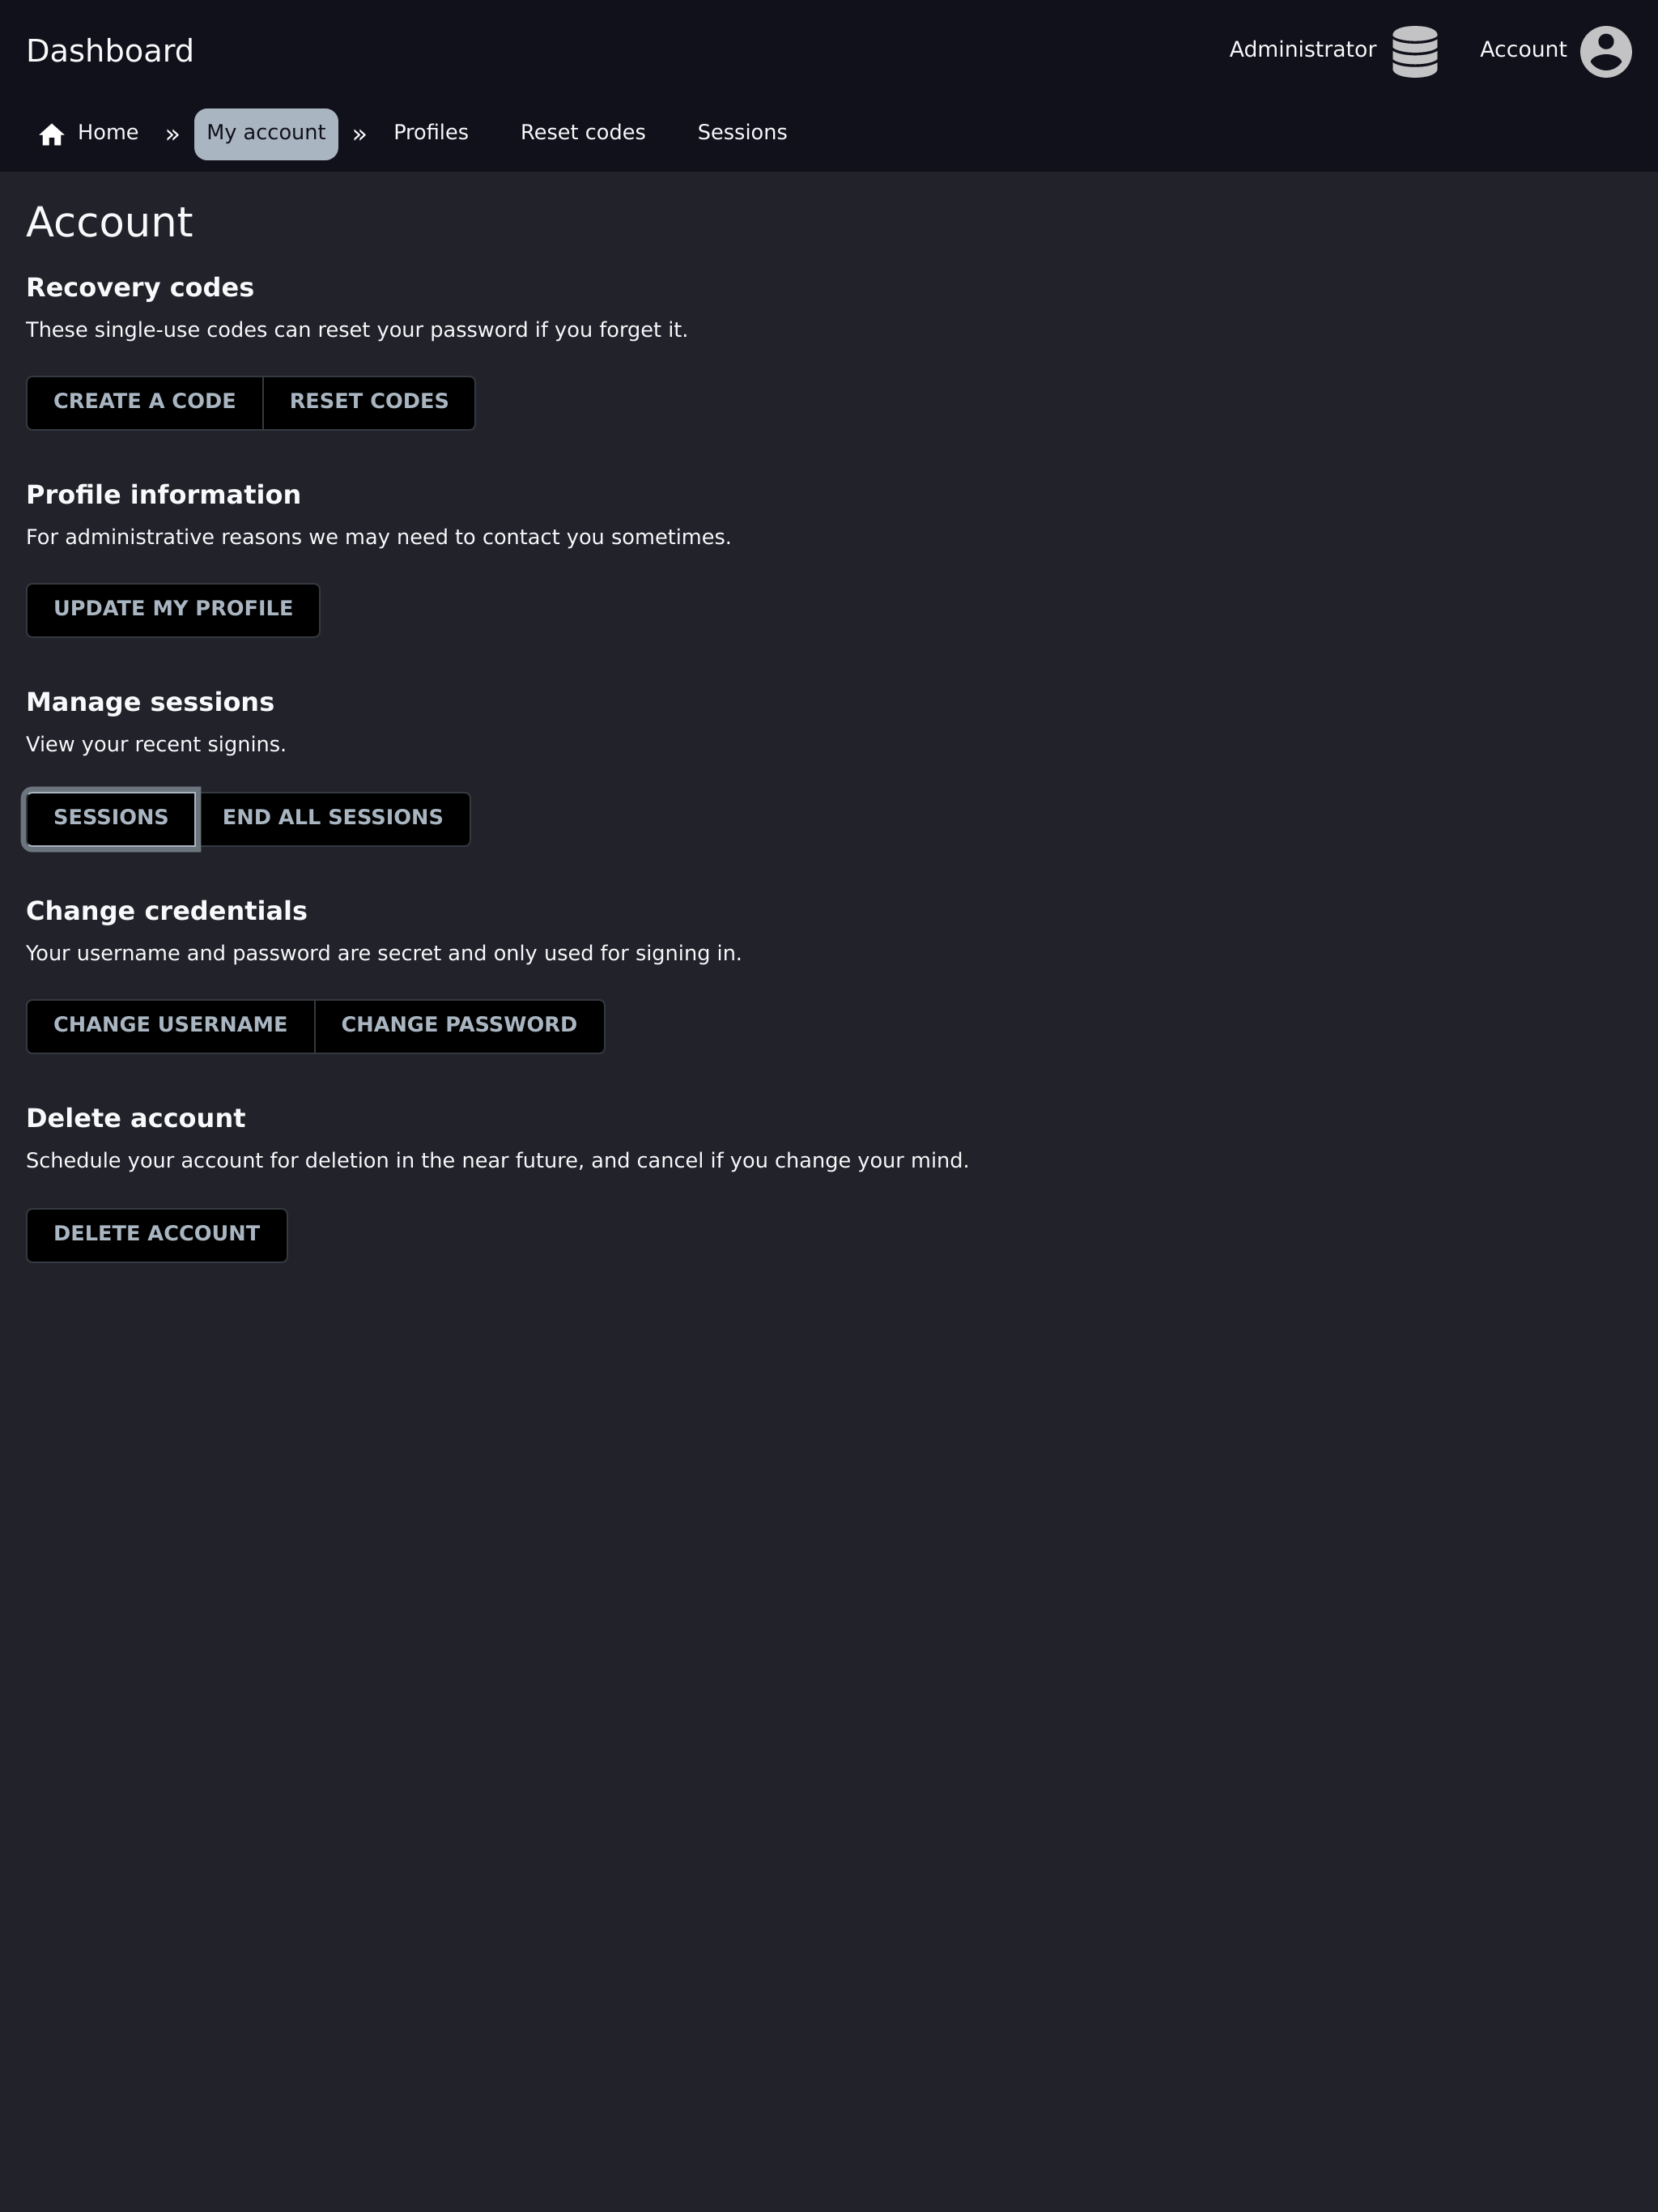 Dashboard
Administrator
Account
Home » My account » Profiles Reset codes Sessions
Account
Recovery codes
These single-use codes can reset your password if you forget it.
CREATE A CODE RESET CODES
Profile information
For administrative reasons we may need to contact you sometimes.
UPDATE MY PROFILE
Manage sessions
View your recent signins.
SESSIONS END ALL SESSIONS
Change credentials
Your username and password are secret and only used for signing in.
CHANGE USERNAME CHANGE PASSWORD
Delete account
Schedule your account for deletion in the near future, and cancel if you change your mind.
DELETE ACCOUNT